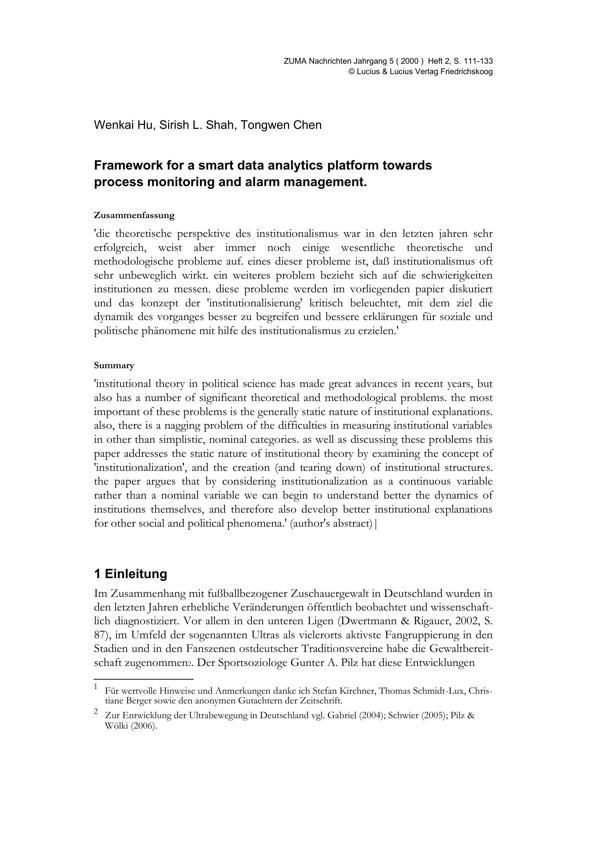 ZUMA Nachrichten Jahrgang 5 ( 2000 ) Heft 2, S. 111-133
© Lucius & Lucius Verlag Friedrichskoog
Wenkai Hu, Sirish L. Shah, Tongwen Chen
Framework for a smart data analytics platform towards
process monitoring and alarm management.
Zusammenfassung
'die theoretische perspektive des institutionalismus war in den letzten jahren sehr
erfolgreich, weist aber immer noch einige wesentliche theoretische und
methodologische probleme auf. eines dieser probleme ist, daß institutionalismus oft
sehr unbeweglich wirkt. ein weiteres problem bezieht sich auf die schwierigkeiten
institutionen zu messen. diese probleme werden im vorliegenden papier diskutiert
und das konzept der 'institutionalisierung' kritisch beleuchtet, mit dem ziel die
dynamik des vorganges besser zu begreifen und bessere erklärungen für soziale und
politische phänomene mit hilfe des institutionalismus zu erzielen.'
Summary
'institutional theory in political science has made great advances in recent years, but
also has a number of significant theoretical and methodological problems. the most
important of these problems is the generally static nature of institutional explanations.
also, there is a nagging problem of the difficulties in measuring institutional variables
in other than simplistic, nominal categories. as well as discussing these problems this
paper addresses the static nature of institutional theory by examining the concept of
'institutionalization', and the creation (and tearing down) of institutional structures.
the paper argues that by considering institutionalization as a continuous variable
rather than a nominal variable we can begin to understand better the dynamics of
institutions themselves, and therefore also develop better institutional explanations
for other social and political phenomena.' (author's abstract)|
1 Einleitung
Im Zusammenhang mit fußballbezogener Zuschauergewalt in Deutschland wurden in
den letzten Jahren erhebliche Veränderungen öffentlich beobachtet und wissenschaft-
lich diagnostiziert. Vor allem in den unteren Ligen (Dwertmann & Rigauer, 2002, S.
87), im Umfeld der sogenannten Ultras als vielerorts aktivste Fangruppierung in den
Stadien und in den Fanszenen ostdeutscher Traditionsvereine habe die Gewaltbereit-
schaft zugenommen2. Der Sportsoziologe Gunter A. Pilz hat diese Entwicklungen
1 Für wertvolle Hinweise und Anmerkungen danke ich Stefan Kirchner, Thomas Schmidt-Lux, Chris-
tiane Berger sowie den anonymen Gutachtern der Zeitschrift.
2 Zur Entwicklung der Ultrabewegung in Deutschland vgl. Gabriel (2004); Schwier (2005); Pilz &
Wölki (2006).